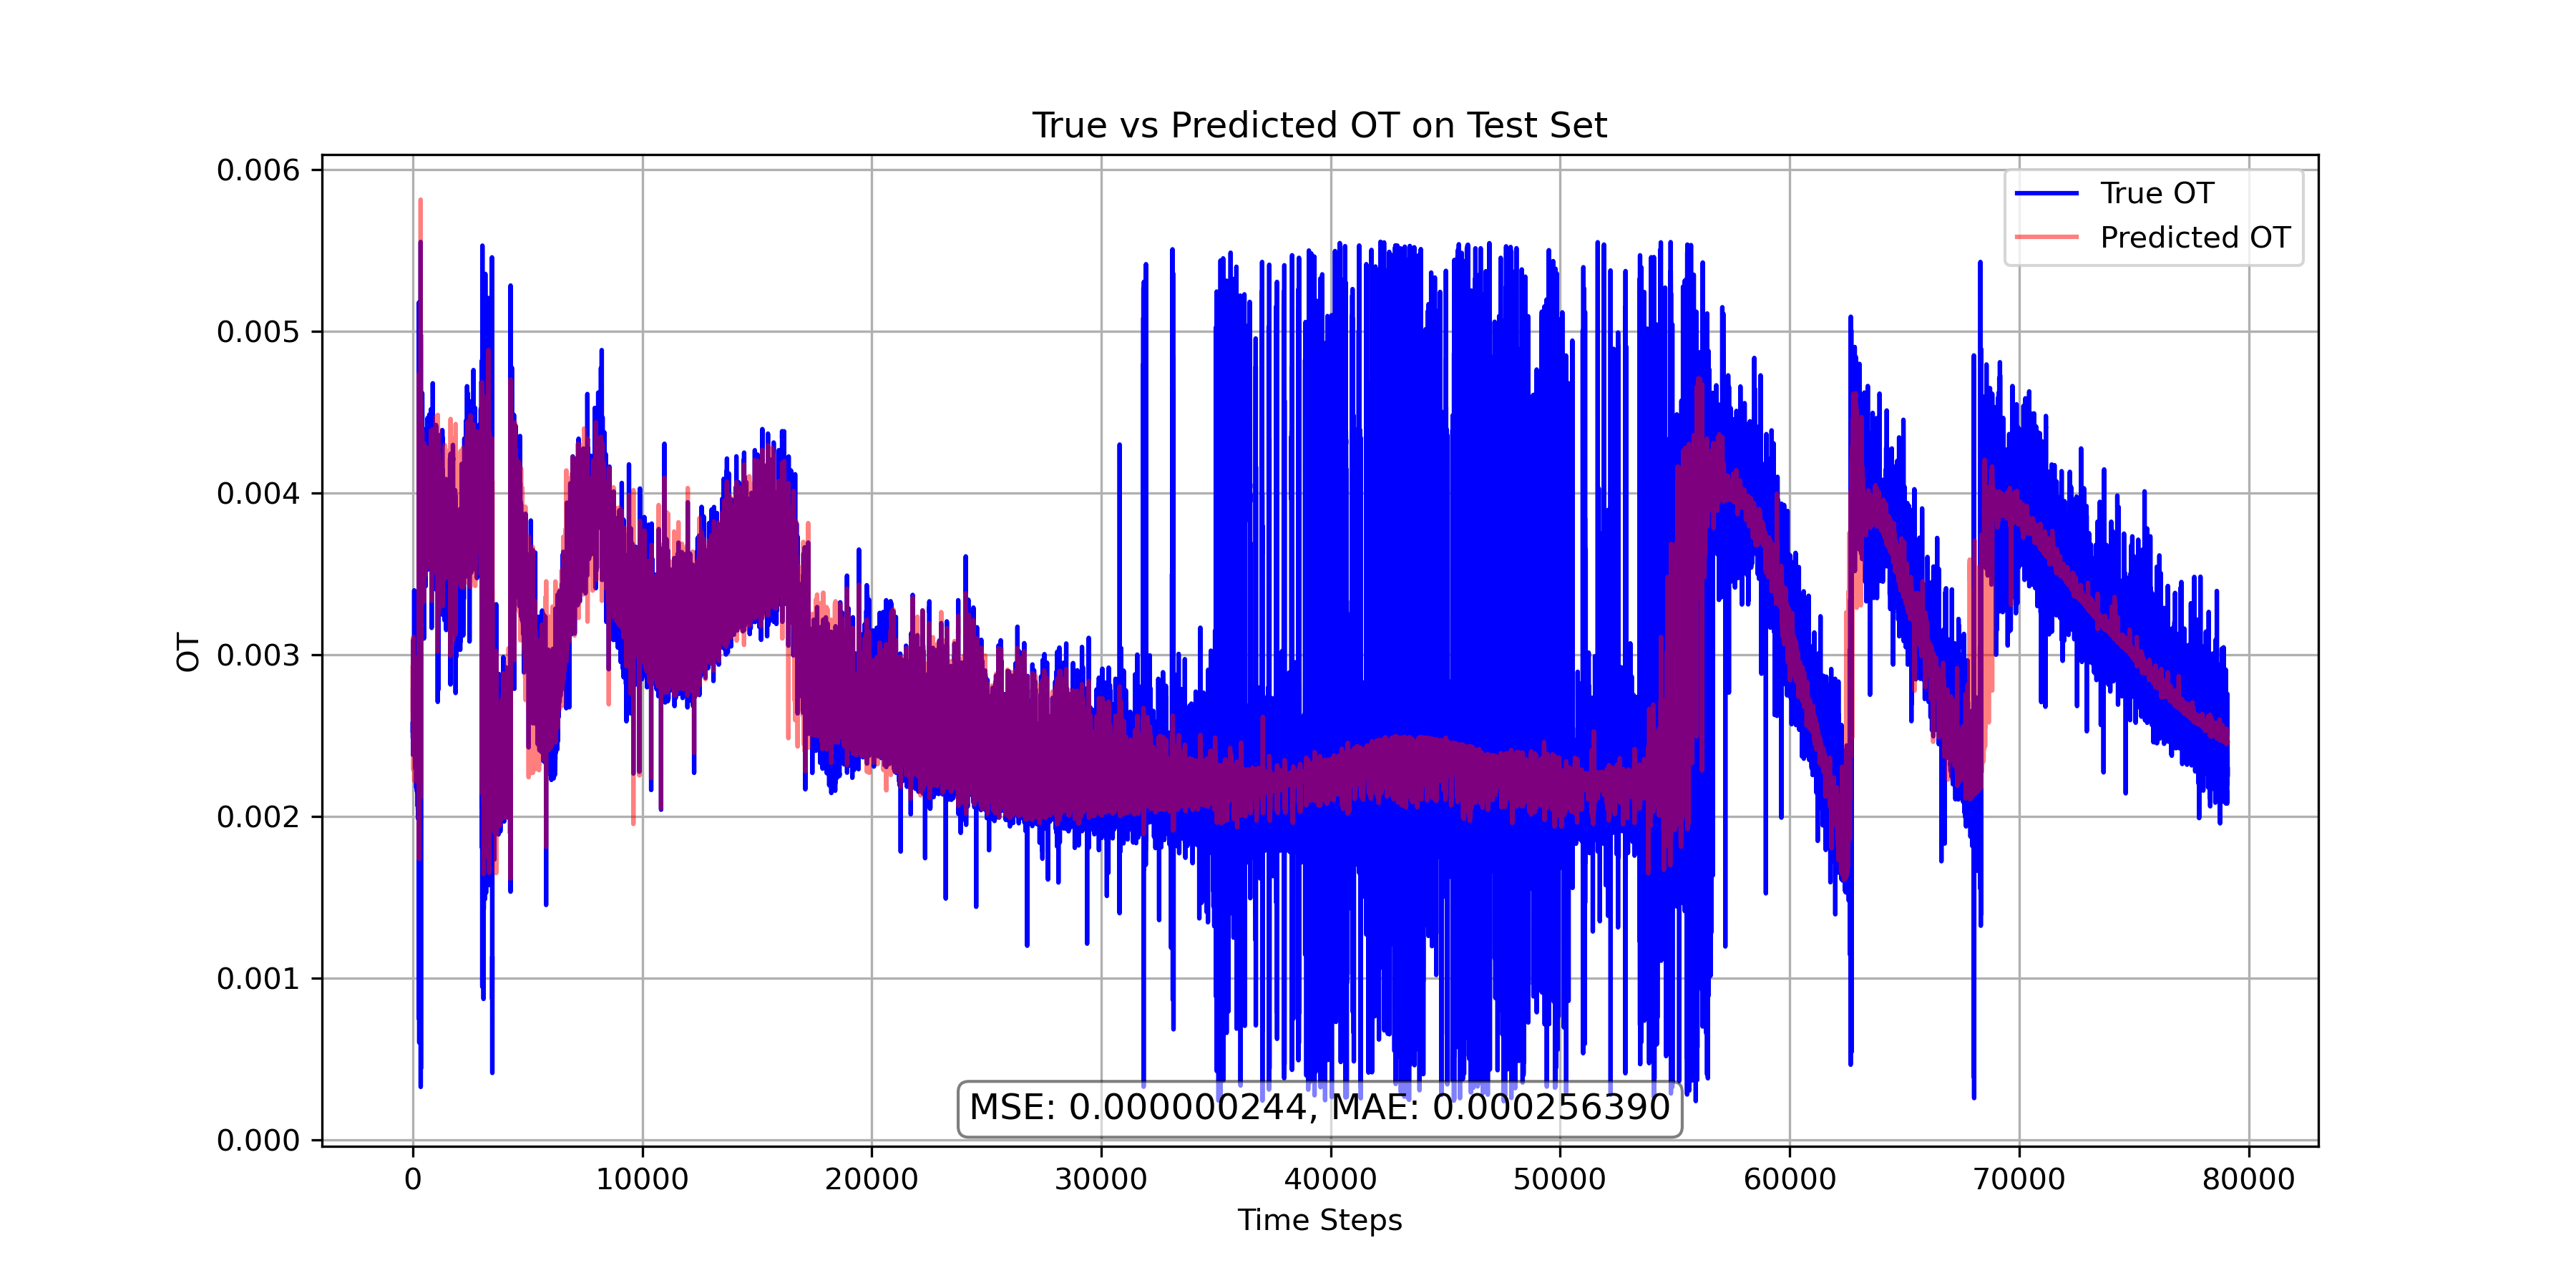 True vs Predicted OT on Test Set
True OT
Predicted OT
0.006
0.005
0.004
0.003
0.002
0.001
0.000
OT
MSE: 0.000000244, MAE: 0.000256390
0 10000 20000 30000 40000 50000 60000 70000 80000
Time Steps